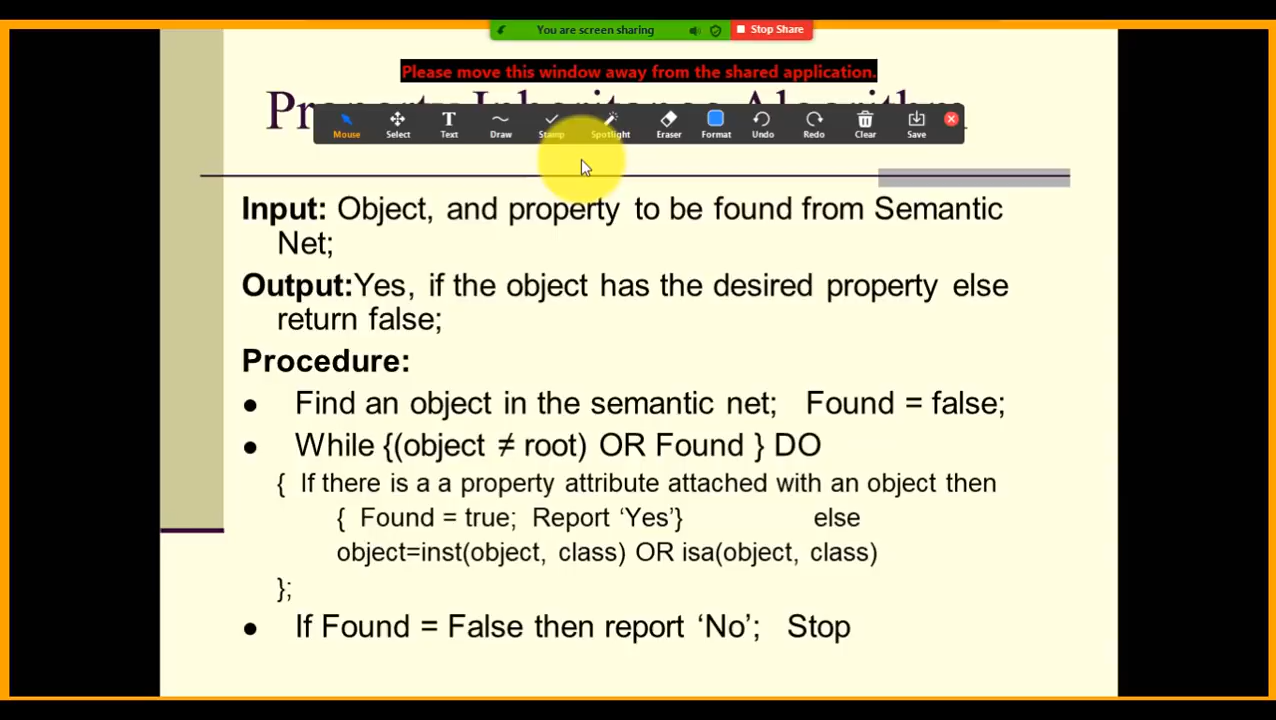 You are screen sharing
Stop Share
Please move this window away from the shared application.
Property Inheritance Algorithm
Mouse Select Text Draw Stamp Spotlight Eraser Format Undo Redo Clear Save
Input: Object, and property to be found from Semantic
Net;
Output:Yes, if the object has the desired property else
return false;
Procedure:
● Find an object in the semantic net; Found = false;
● While {(object ≠ root) OR Found } DO
{ If there is a a property attribute attached with an object then
{ Found = true; Report ‘Yes’} else
object=inst(object, class) OR isa(object, class)
};
● If Found = False then report ‘No’; Stop